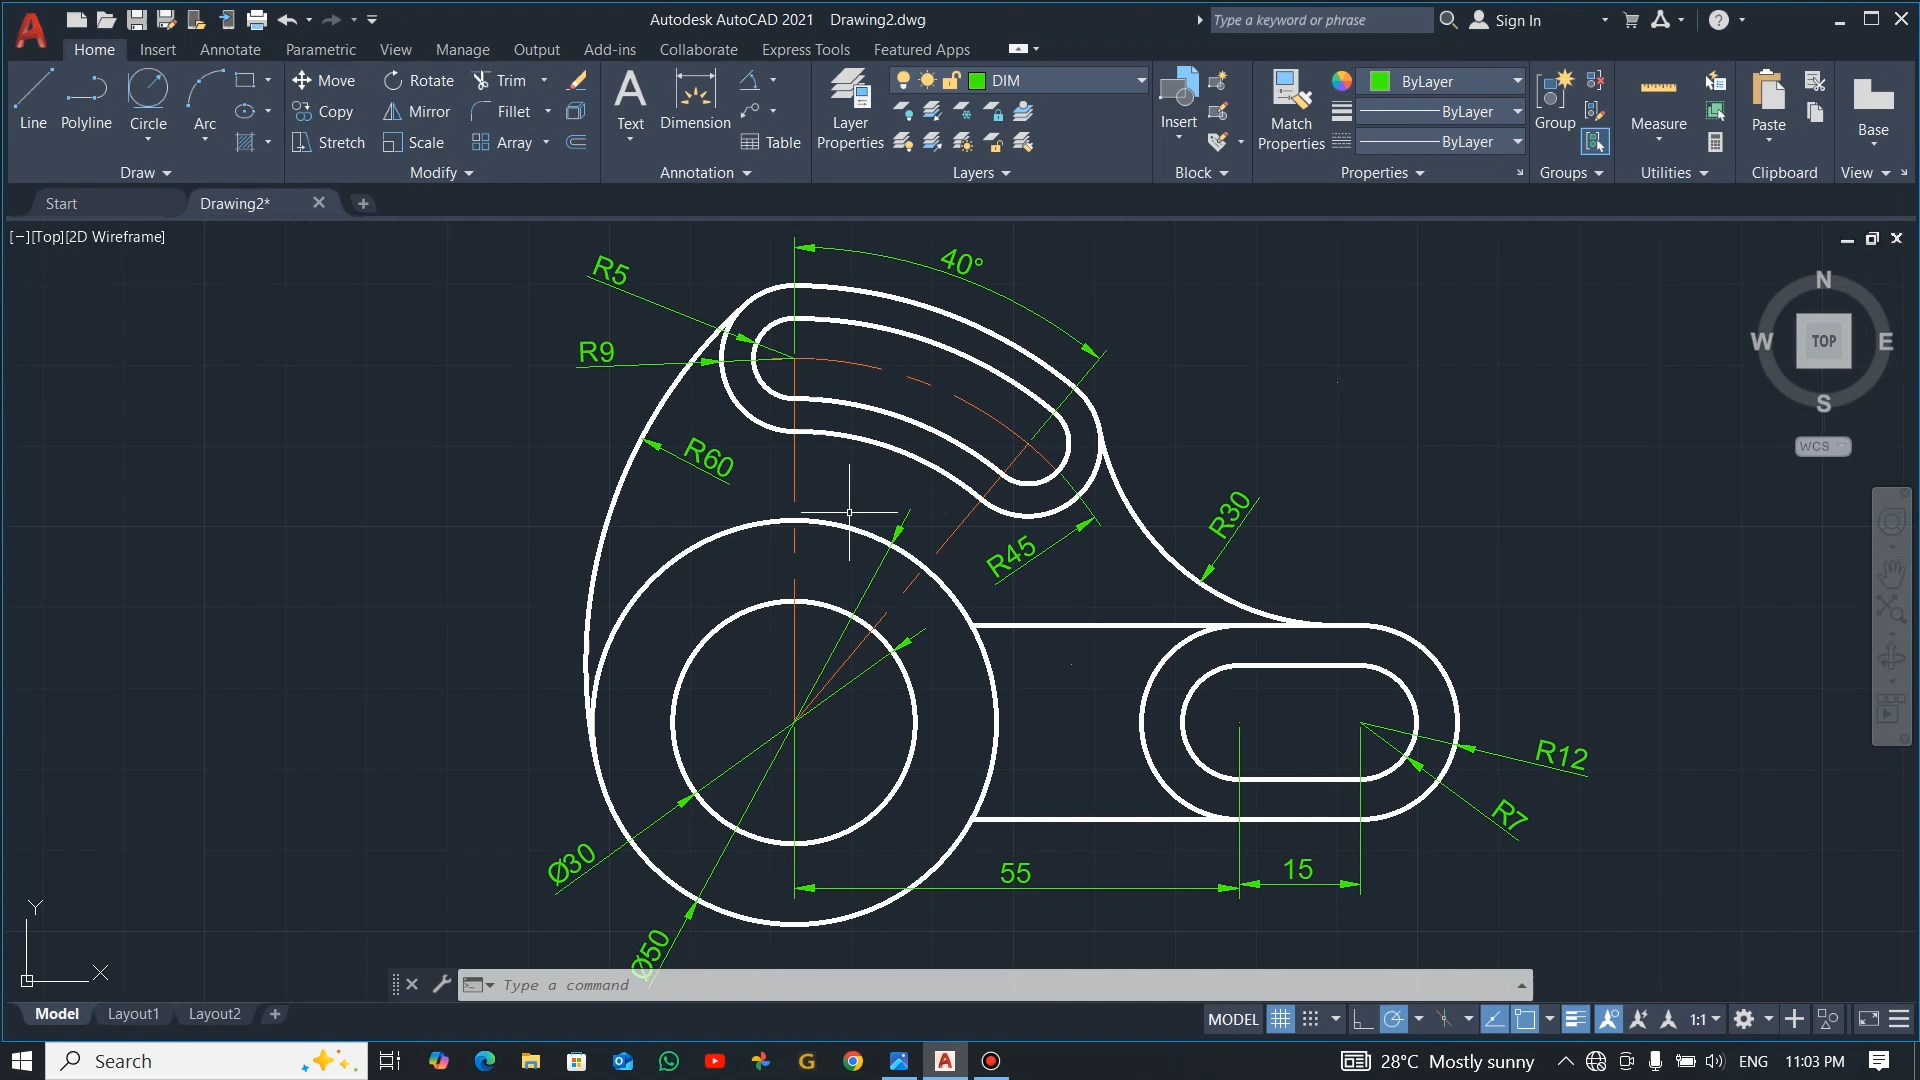 Autodesk AutoCAD 2021 Drawing2.dwg
Type a keyword or phrase
Sign In
Home Insert Annotate Parametric View Manage Output Add-ins Collaborate Express Tools Featured Apps
Line Polyline Circle Arc
Move Rotate Trim
Copy Mirror Fillet
Stretch Scale Array
Text Dimension Table
Layer Properties
DIM
Insert
Match Properties
ByLayer
ByLayer
ByLayer
Group
Measure
Paste
Base
Draw Modify Annotation Layers Block Properties Groups Utilities Clipboard View
Start Drawing2*
[−][Top][2D Wireframe]
N
W TOP E
S
WCS
40°
R5
R9
R60
R30
R45
R12
R7
Ø30
55
15
Ø50
Y
X
Type a command
Model Layout1 Layout2
MODEL
1:1
Search
28°C Mostly sunny
ENG
11:03 PM